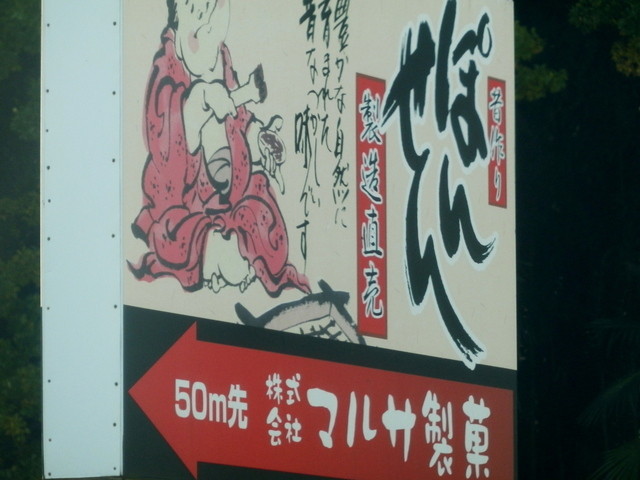 昔作り
ぽん
せん
製造直売
豊かな自然に
育まれた
昔なつかしい
味です
50m先
株式
会社
マルサ製菓